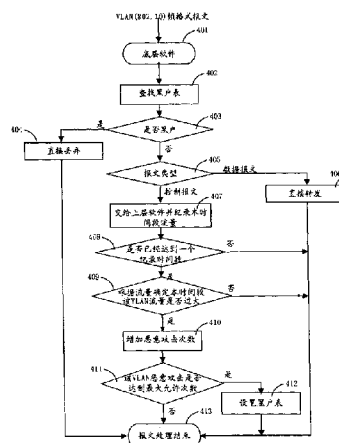 VLAN(802.1Q)帧格式报文
401
底层软件
402
查找黑户表
403
404
是
是否黑户
直接丢弃
否
405
报文类型
数据报文
406
控制报文
直接转发
407
交给上层软件并纪录本时
间段流量
408
是否已经达到一个
纪录时间段
否
是
409
根据流量确定本时间段
该VLAN流量是否过大
否
是
410
增加恶意攻击次数
411
该VLAN恶意攻击是否
达到最大允许次数
是
412
设置黑户表
否
413
报文处理结束